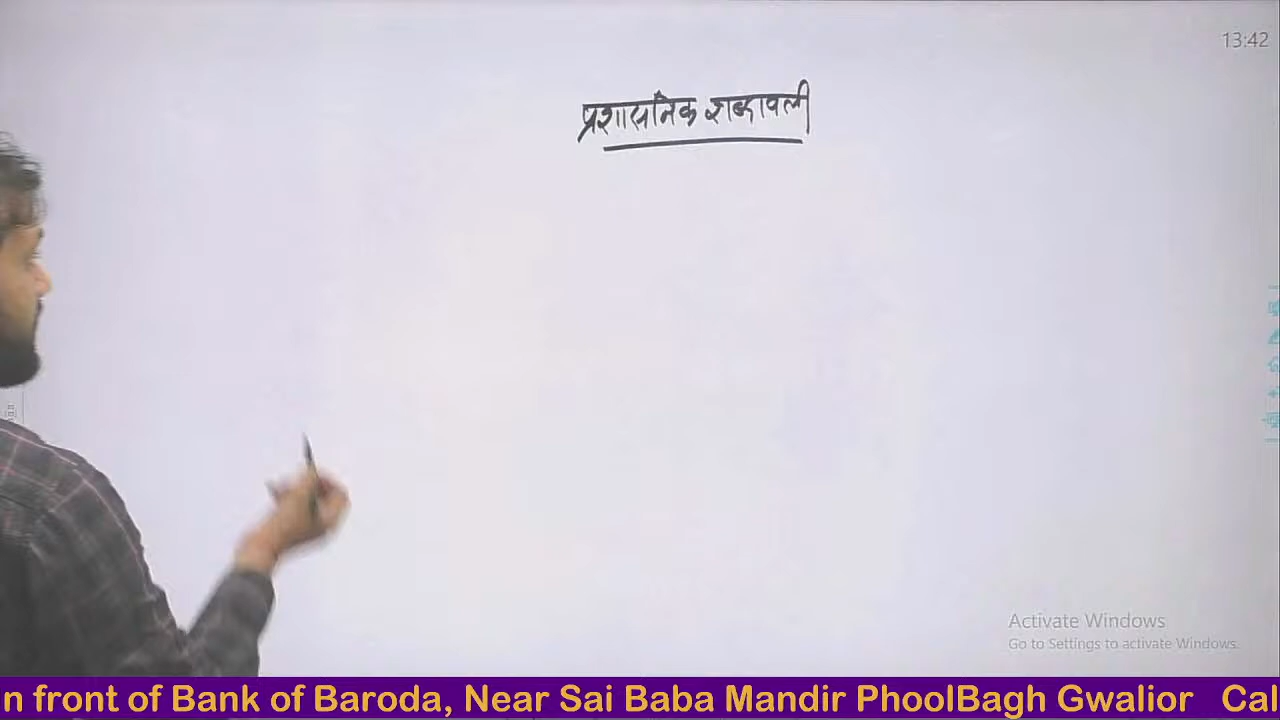 13:42
प्रशासनिक शब्दावली
Activate Windows
Go to Settings to activate Windows.
n front of Bank of Baroda, Near Sai Baba Mandir PhoolBagh Gwalior Cal